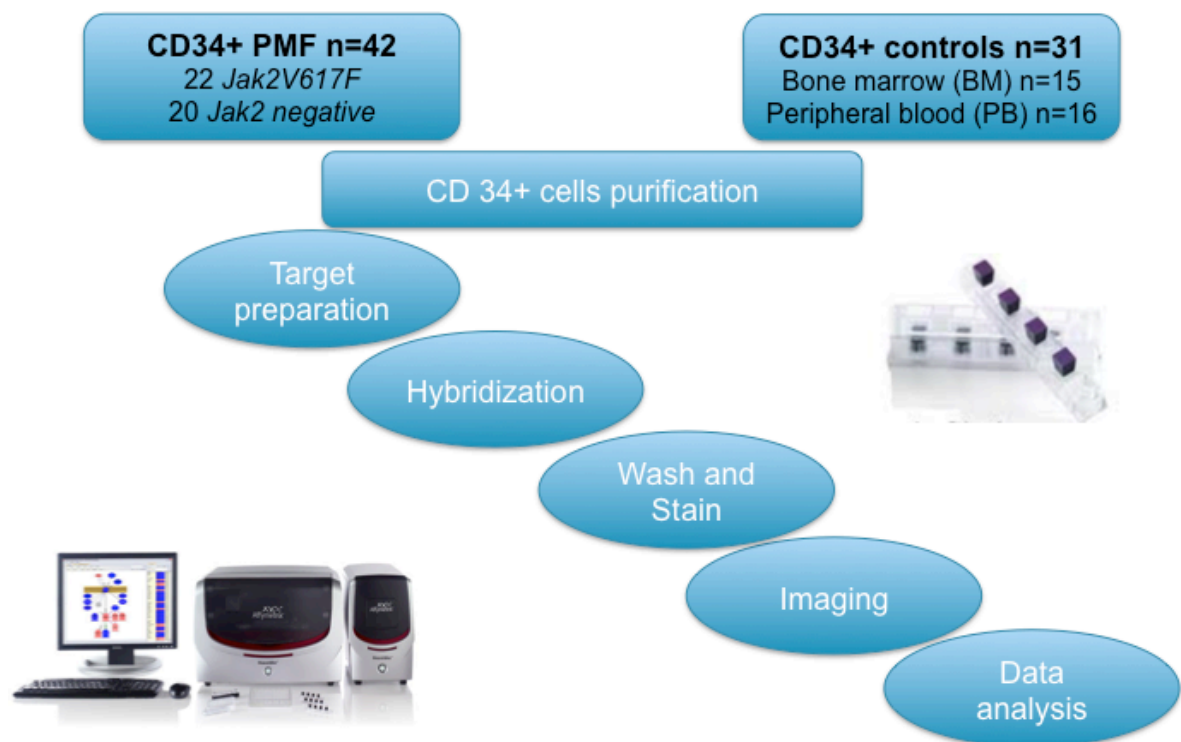 CD34+ PMF n=42
22 Jak2V617F
20 Jak2 negative
CD34+ controls n=31
Bone marrow (BM) n=15
Peripheral blood (PB) n=16
CD 34+ cells purification
Target
preparation
Hybridization
Wash and
Stain
Imaging
Data
analysis